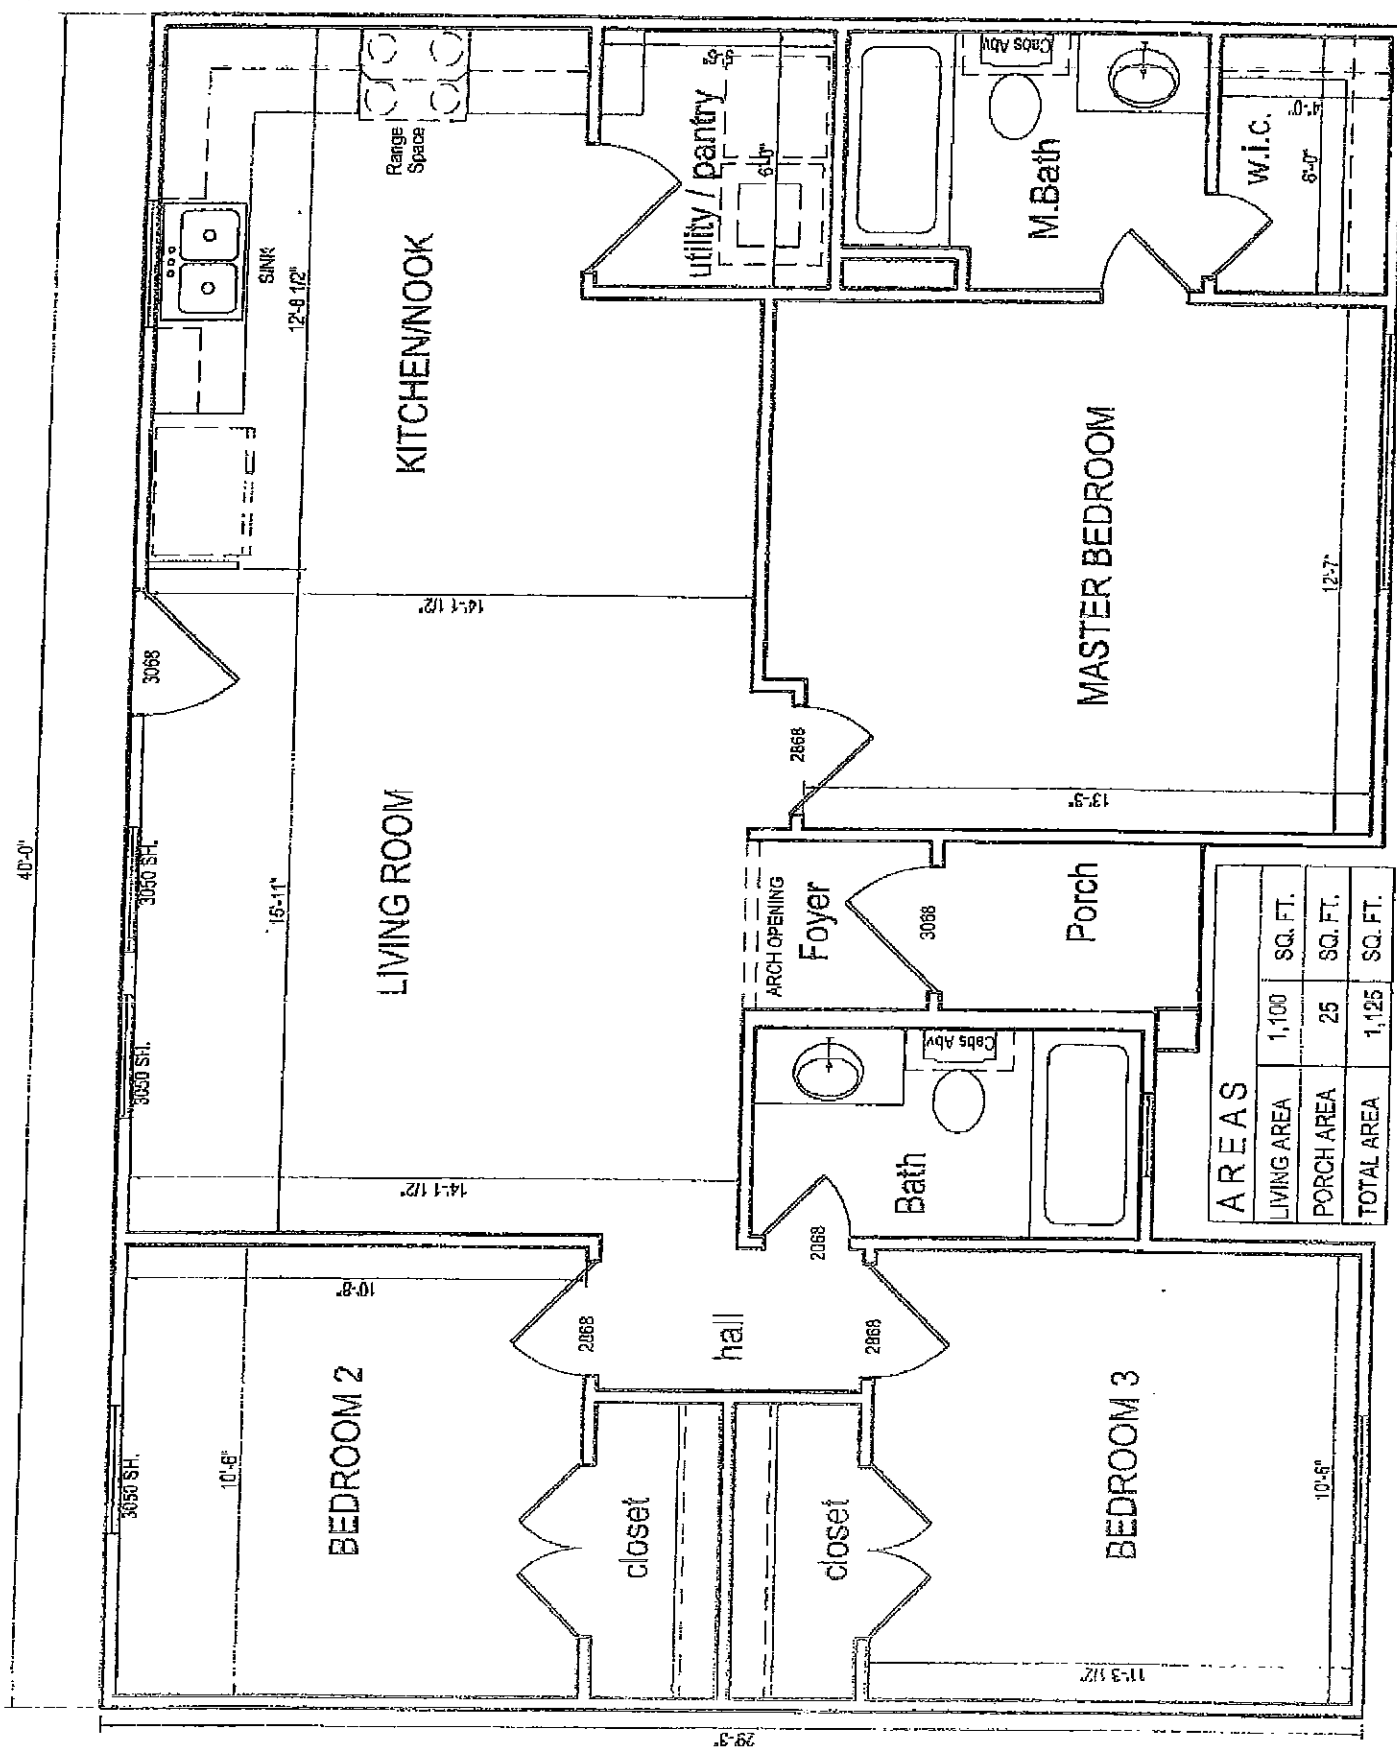 40'-0"
29'-3"
3050 SH.
3050 SH.
3050 SH.
3068
SINK
Range
Space
12'-8 1/2"
KITCHEN/NOOK
14'-1 1/2"
15'-11"
LIVING ROOM
14'-1 1/2"
BEDROOM 2
10'-6"
10'-8"
2868
hall
2868
2068
closet
closet
BEDROOM 3
10'-6"
11'-3 1/2"
Bath
Cabs Abv
ARCH OPENING
Foyer
3068
Porch
2868
MASTER BEDROOM
12'-7"
utility / pantry
6'-0"
M.Bath
Cabs Abv
w.i.c.
6'-0"
4'-0"
AREAS
LIVING AREA 1,100 SQ. FT.
PORCH AREA 25 SQ. FT.
TOTAL AREA 1,125 SQ. FT.